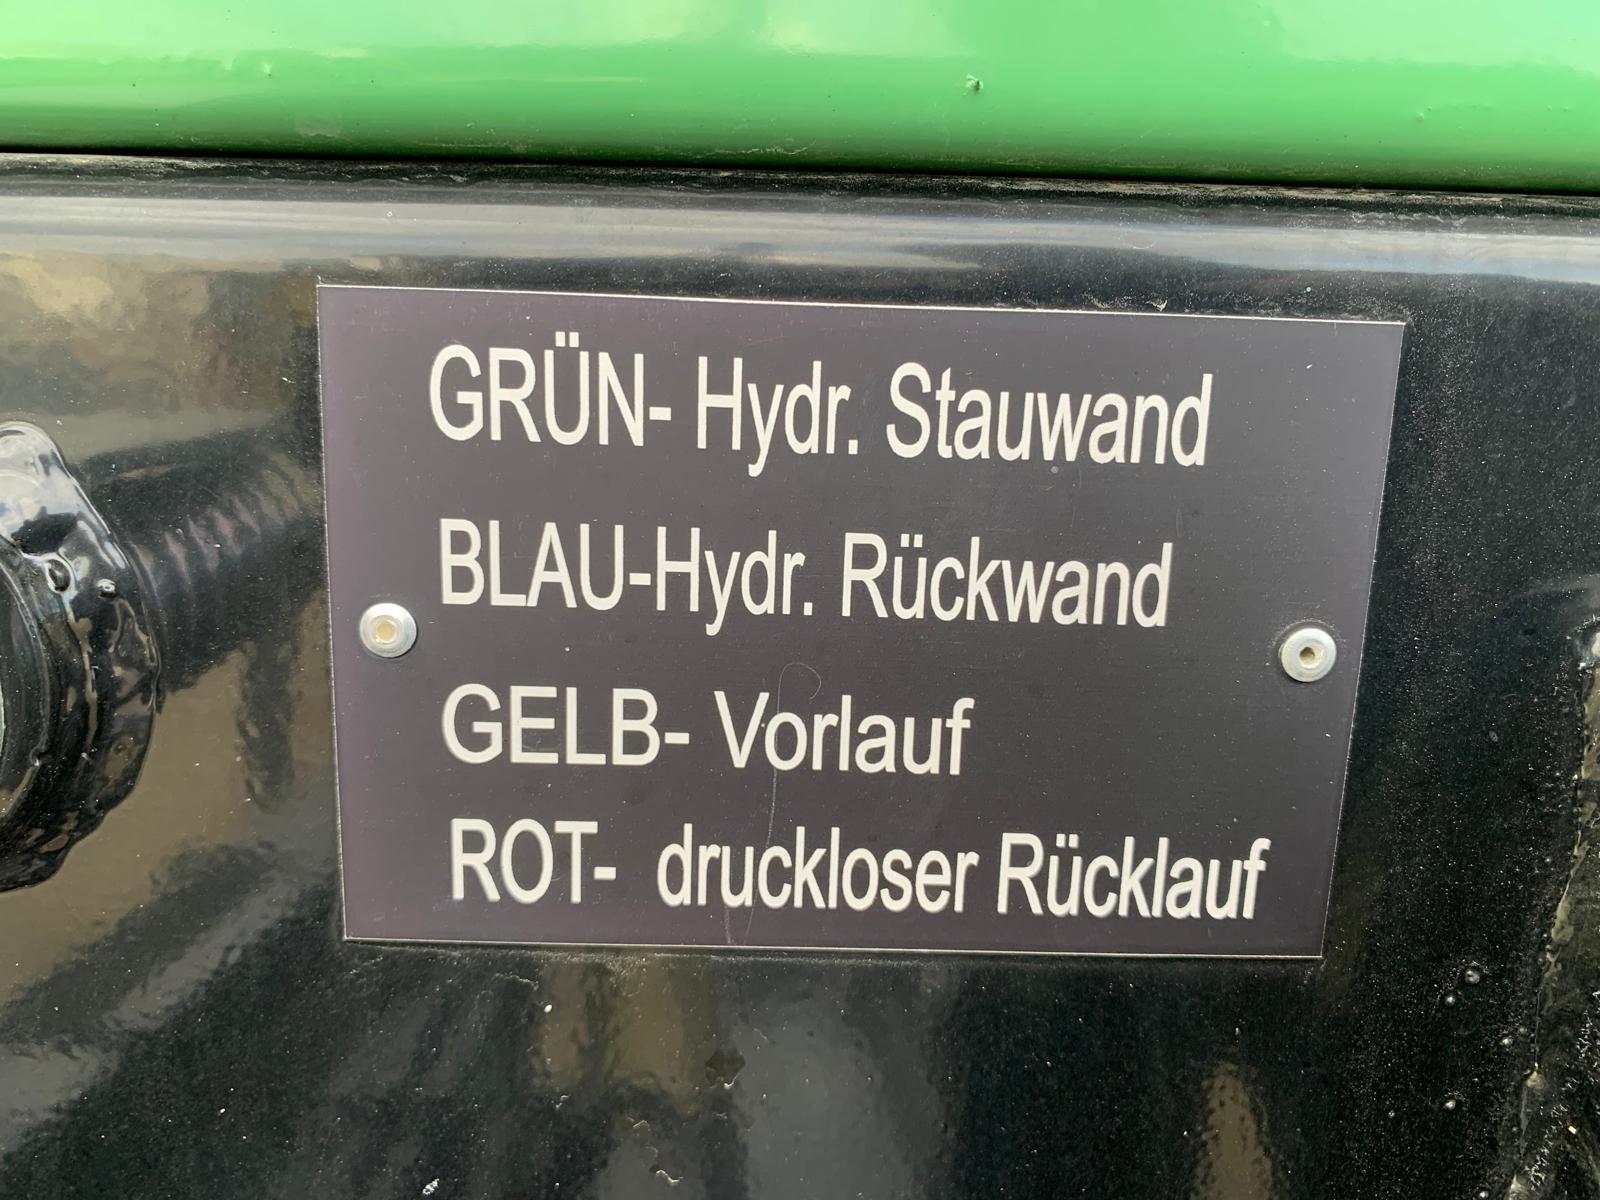 GRÜN- Hydr. Stauwand
BLAU-Hydr. Rückwand
GELB- Vorlauf
ROT- druckloser Rücklauf